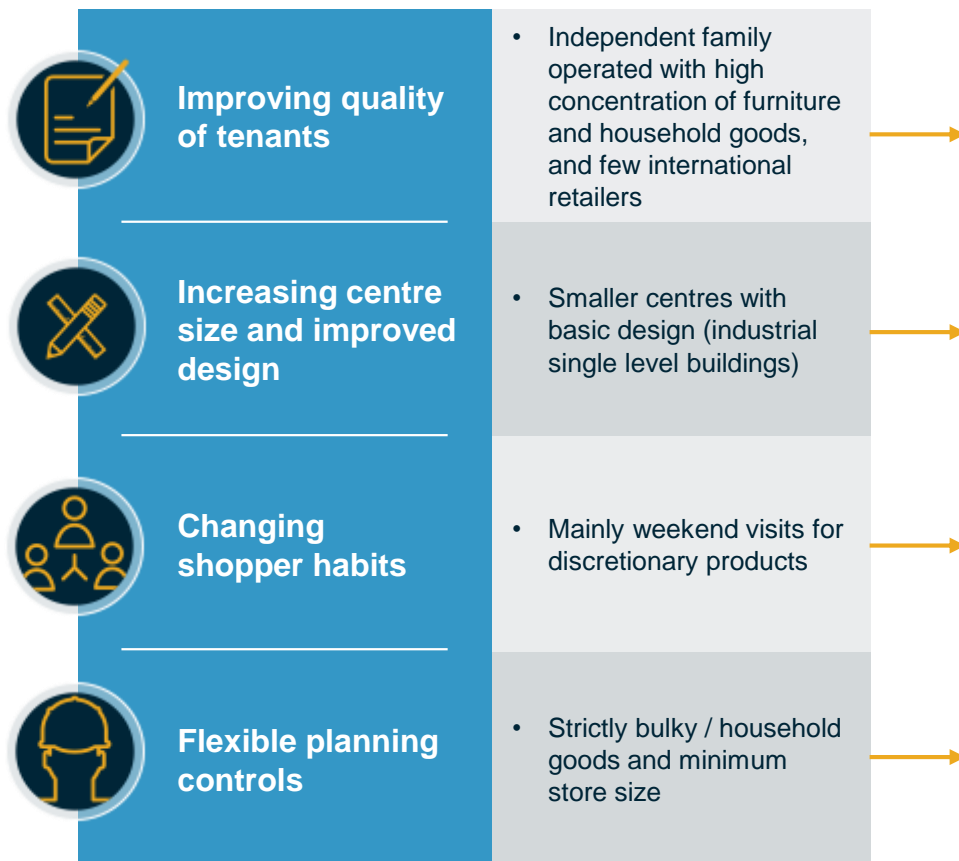 Improving quality
of tenants
• Independent family
operated with high
concentration of furniture
and household goods,
and few international
retailers
Increasing centre
size and improved
design
• Smaller centres with
basic design (industrial
single level buildings)
Changing
shopper habits
• Mainly weekend visits for
discretionary products
Flexible planning
controls
• Strictly bulky / household
goods and minimum
store size